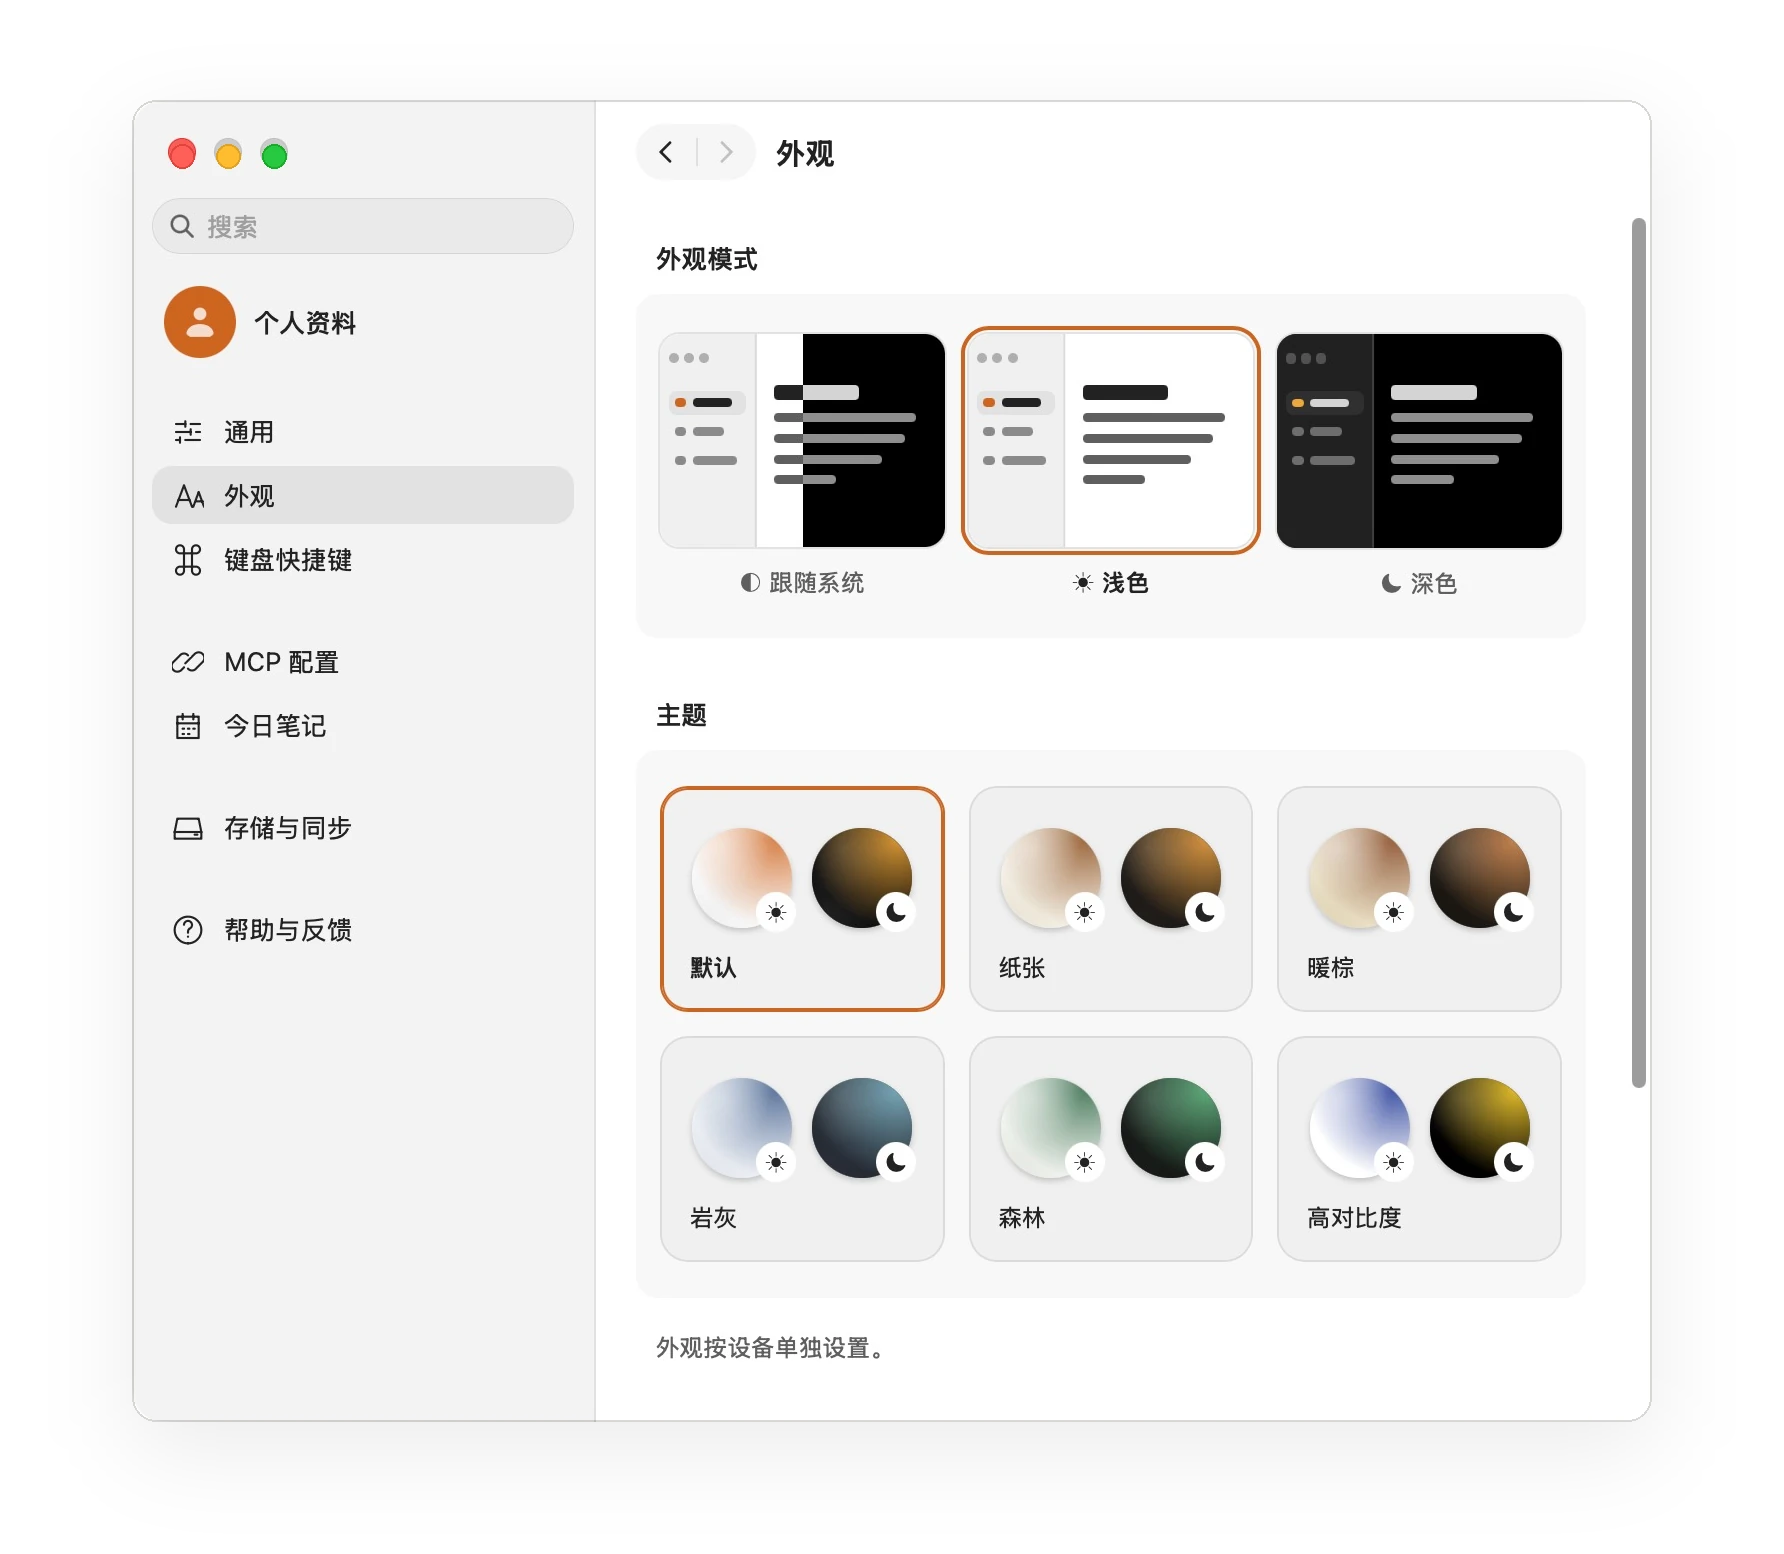 外观
搜索
个人资料
通用
外观
键盘快捷键
MCP 配置
今日笔记
存储与同步
帮助与反馈
外观模式
跟随系统
浅色
深色
主题
默认
纸张
暖棕
岩灰
森林
高对比度
外观按设备单独设置。